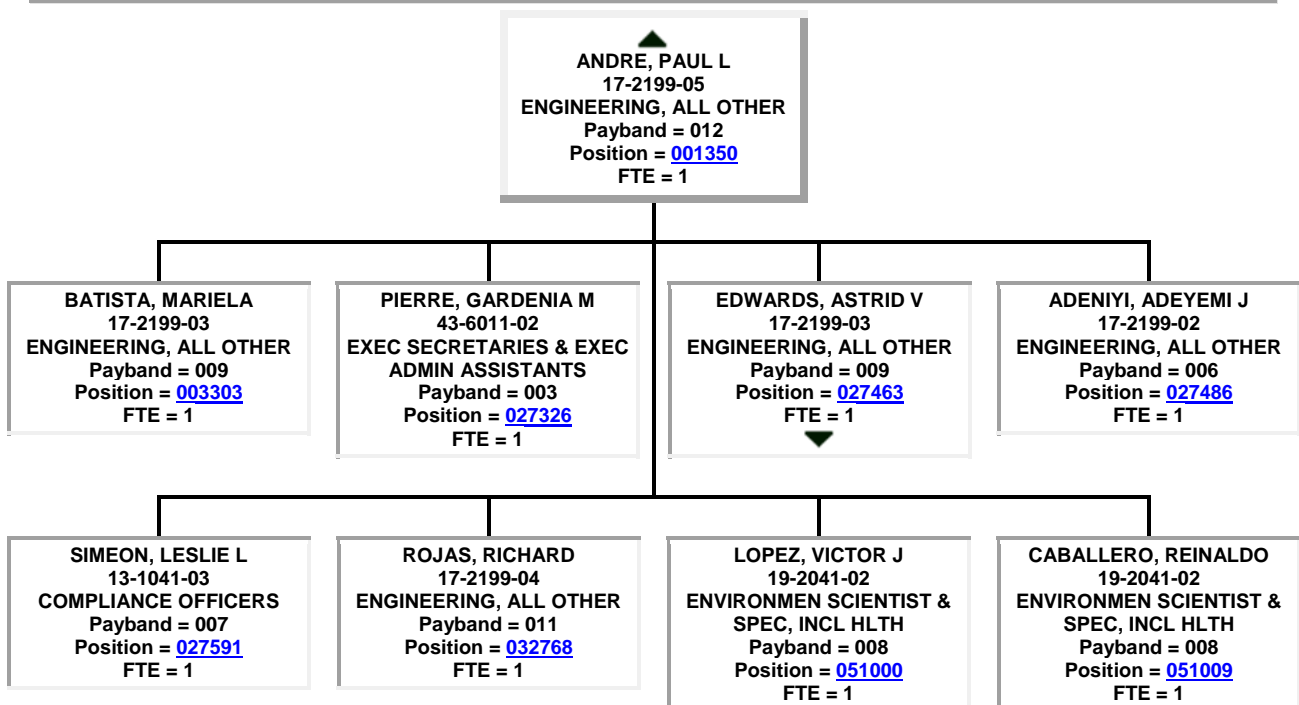 ANDRE, PAUL L
17-2199-05
ENGINEERING, ALL OTHER
Payband = 012
Position = 001350
FTE = 1
BATISTA, MARIELA
17-2199-03
ENGINEERING, ALL OTHER
Payband = 009
Position = 003303
FTE = 1
PIERRE, GARDENIA M
43-6011-02
EXEC SECRETARIES & EXEC
ADMIN ASSISTANTS
Payband = 003
Position = 027326
FTE = 1
EDWARDS, ASTRID V
17-2199-03
ENGINEERING, ALL OTHER
Payband = 009
Position = 027463
FTE = 1
ADENIYI, ADEYEMI J
17-2199-02
ENGINEERING, ALL OTHER
Payband = 006
Position = 027486
FTE = 1
SIMEON, LESLIE L
13-1041-03
COMPLIANCE OFFICERS
Payband = 007
Position = 027591
FTE = 1
ROJAS, RICHARD
17-2199-04
ENGINEERING, ALL OTHER
Payband = 011
Position = 032768
FTE = 1
LOPEZ, VICTOR J
19-2041-02
ENVIRONMEN SCIENTIST &
SPEC, INCL HLTH
Payband = 008
Position = 051000
FTE = 1
CABALLERO, REINALDO
19-2041-02
ENVIRONMEN SCIENTIST &
SPEC, INCL HLTH
Payband = 008
Position = 051009
FTE = 1